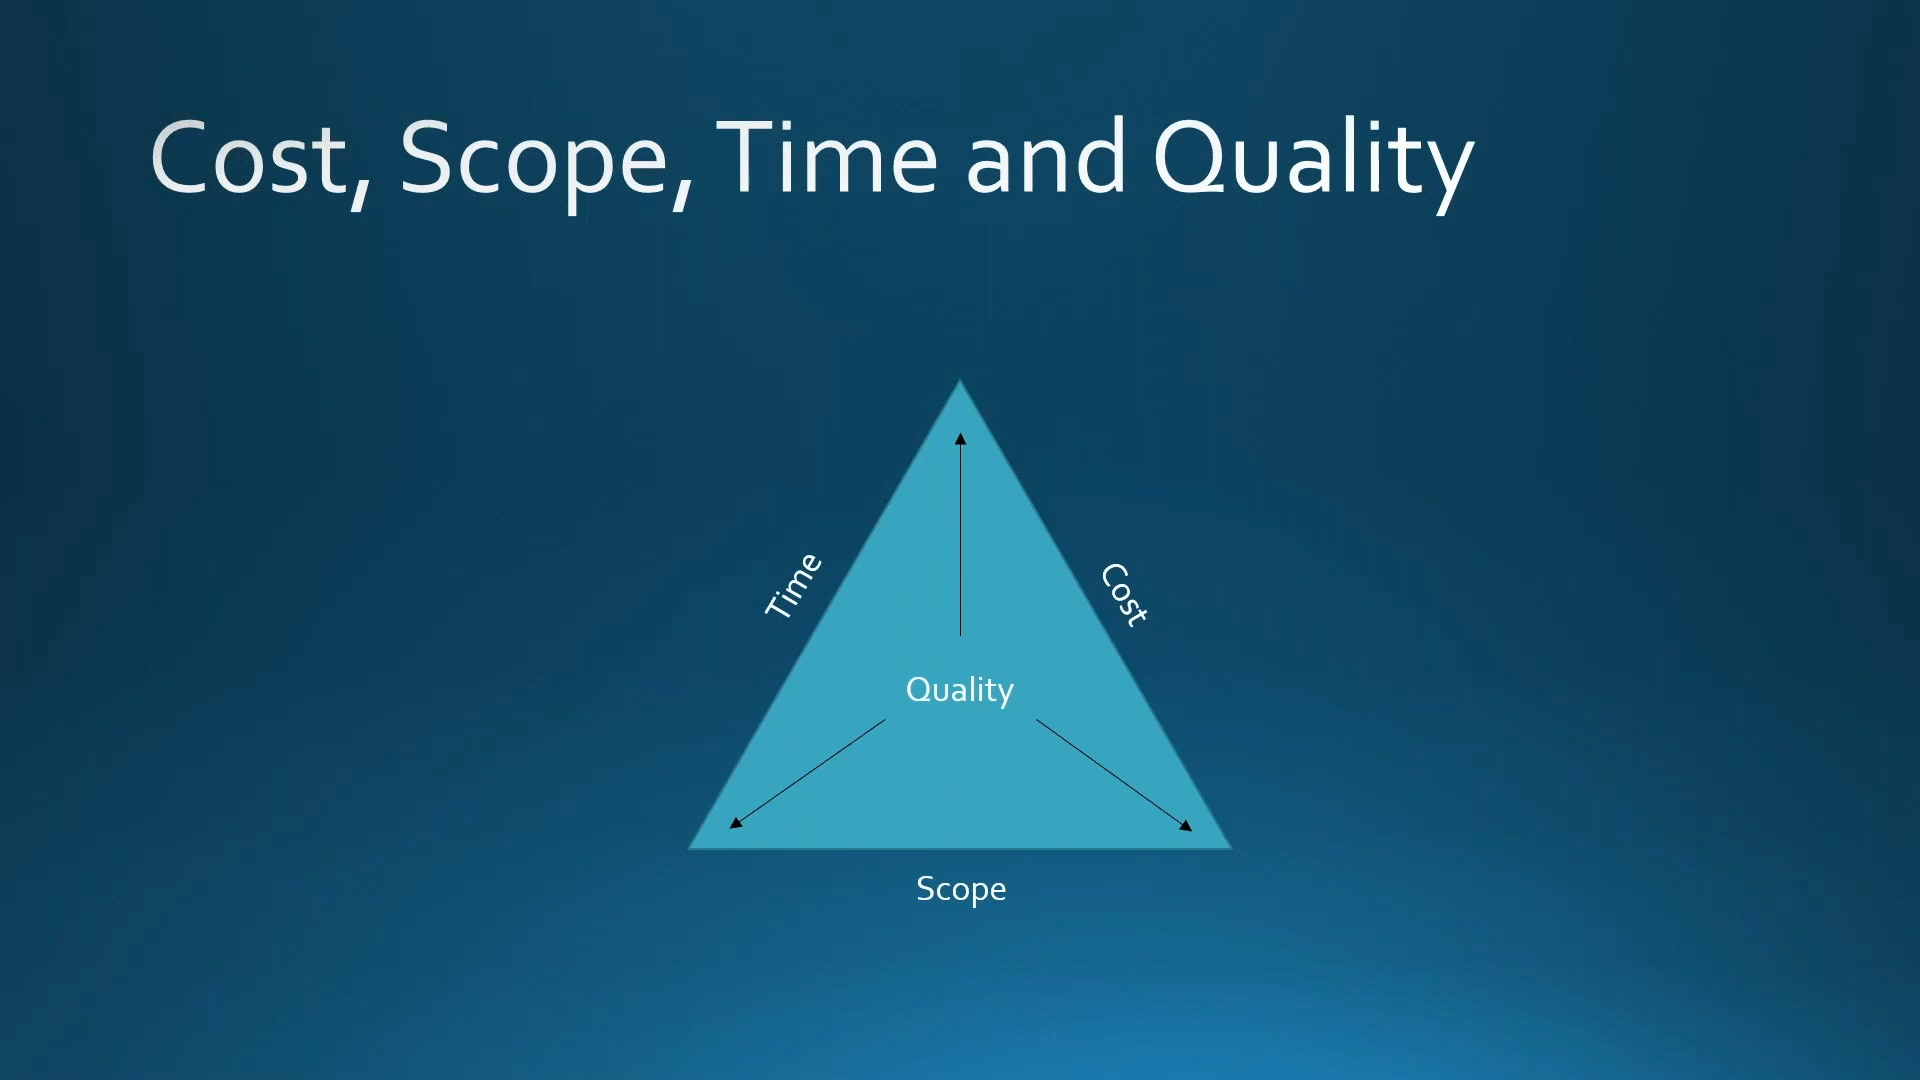 Cost, Scope, Time and Quality
Time
Cost
Quality
Scope